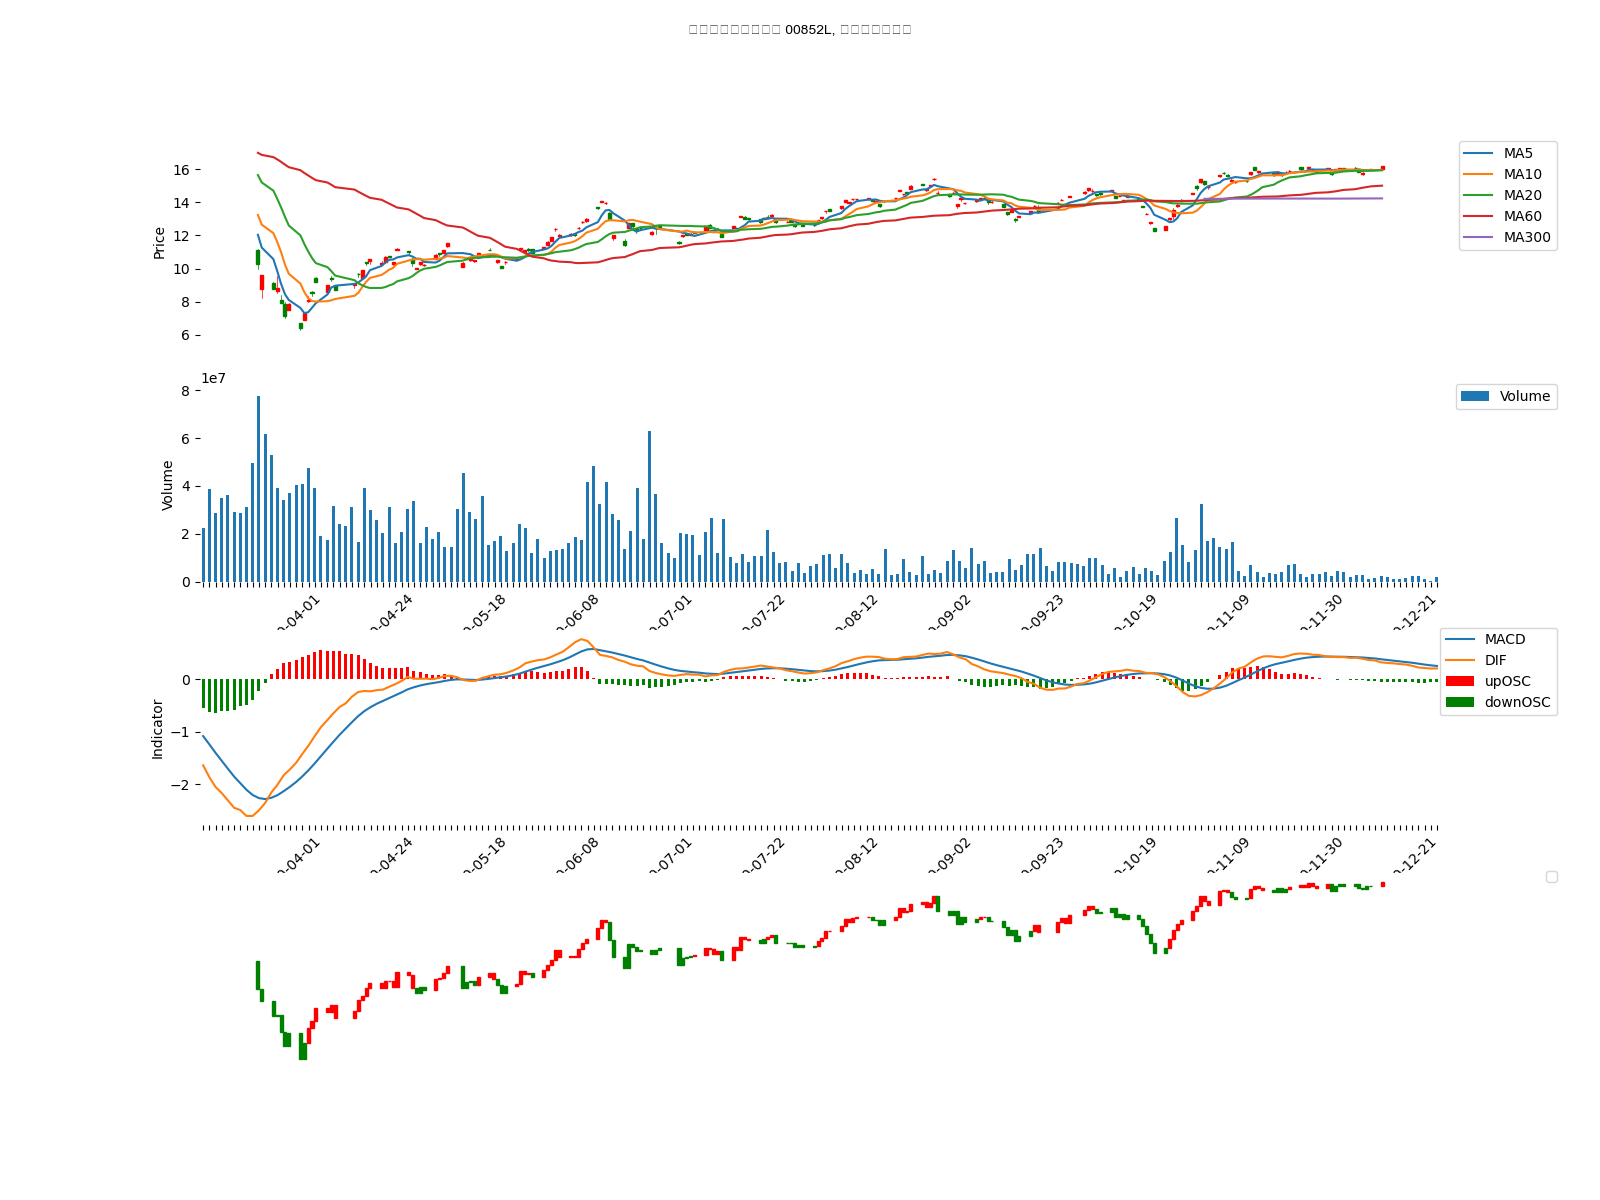 00852L,
16
14
12
10
8
6
Price
MA5
MA10
MA20
MA60
MA300
1e7
8
6
4
2
0
Volume
Volume
-04-01
-04-24
-05-18
-06-08
-07-01
-07-22
-08-12
-09-02
-09-23
-10-19
-11-09
-11-30
-12-21
0
−1
−2
Indicator
MACD
DIF
upOSC
downOSC
-04-01
-04-24
-05-18
-06-08
-07-01
-07-22
-08-12
-09-02
-09-23
-10-19
-11-09
-11-30
-12-21